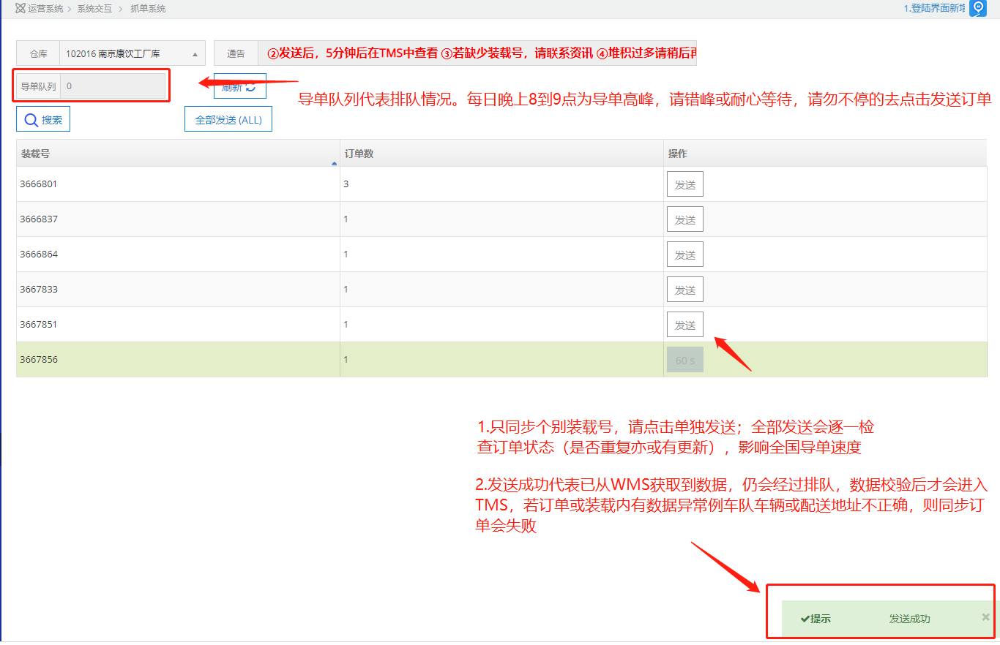 运营系统 > 系统交互 > 抓单系统
1.登陆界面新增
仓库 102016 南京康饮工厂库
通告 ②发送后，5分钟后在TMS中查看 ③若缺少装载号，请联系资讯 ④堆积过多请稍后再
导单队列 0
刷新
导单队列代表排队情况。每日晚上8到9点为导单高峰，请错峰或耐心等待，请勿不停的去点击发送订单
搜索
全部发送 (ALL)
装载号 订单数 操作
3666801 3 发送
3666837 1 发送
3666864 1 发送
3667833 1 发送
3667851 1 发送
3667856 1 60 s
1.只同步个别装载号，请点击单独发送；全部发送会逐一检
查订单状态（是否重复亦或有更新），影响全国导单速度
2.发送成功代表已从WMS获取到数据，仍会经过排队，数据校验后才会进入
TMS，若订单或装载内有数据异常例车队车辆或配送地址不正确，则同步订
单会失败
提示 发送成功 ×